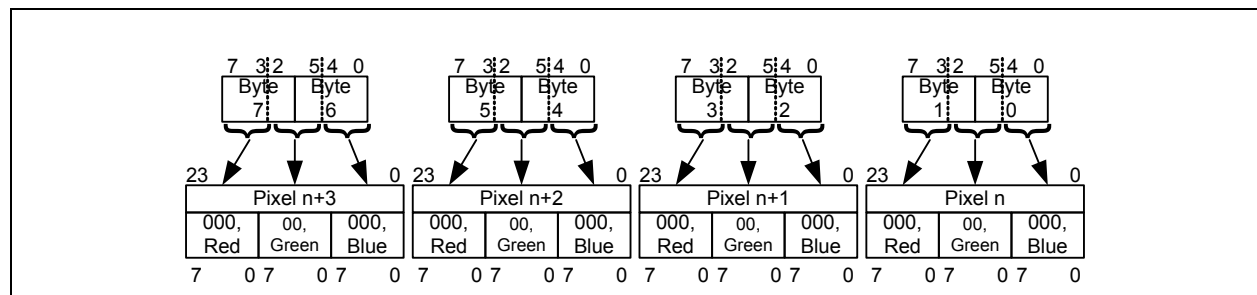 7 3 2 5 4 0 7 3 2 5 4 0 7 3 2 5 4 0 7 3 2 5 4 0
Byte Byte Byte Byte Byte Byte Byte Byte
7 6 5 4 3 2 1 0
23 0 23 0 23 0 23 0
Pixel n+3 Pixel n+2 Pixel n+1 Pixel n
000, 00, 000, 000, 00, 000, 000, 00, 000, 000, 00, 000,
Red Green Blue Red Green Blue Red Green Blue Red Green Blue
7 0 7 0 7 0 7 0 7 0 7 0 7 0 7 0 7 0 7 0 7 0 7 0